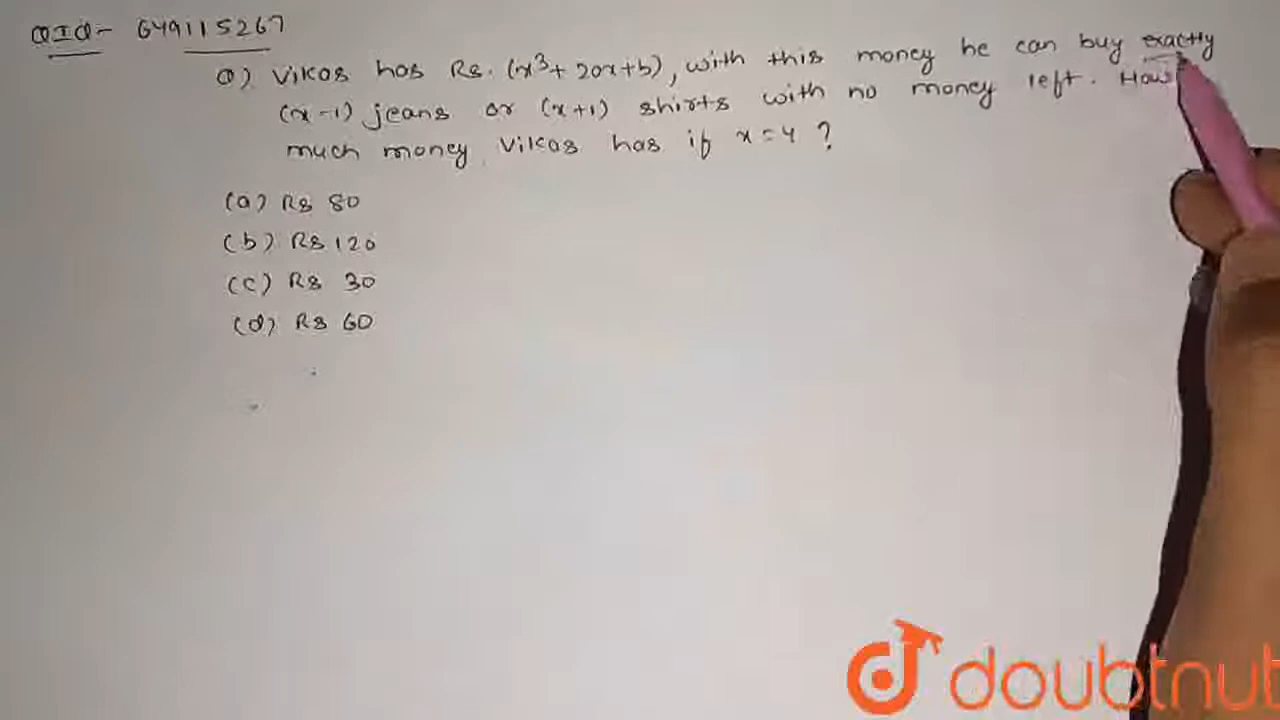 QID- 649115267
Q) Vikas has Rs. (x³+ 20x+b), with this money he can buy exactly
(x-1) jeans or (x+1) shirts with no money left. How
much money Vikas has if x = 4 ?
(a) Rs 80
(b) Rs 120
(c) Rs 30
(d) Rs 60
doubtnut